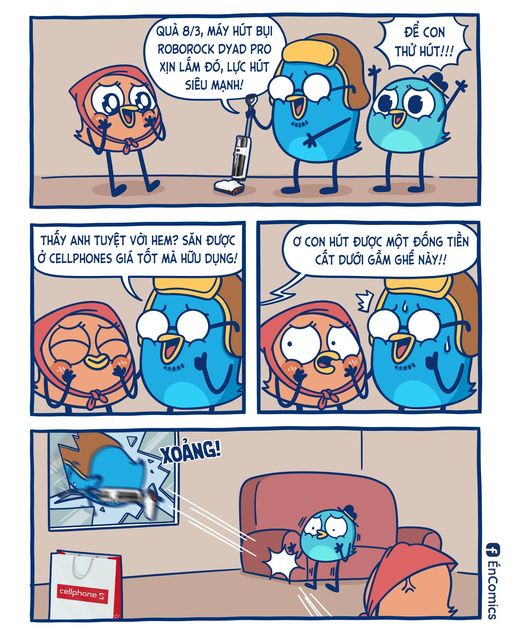 QUÀ 8/3, MÁY HÚT BỤI
ROBOROCK DYAD PRO
XỊN LẮM ĐÓ, LỰC HÚT
SIÊU MẠNH!
ĐỂ CON
THỬ HÚT!!!
THẤY ANH TUYỆT VỜI HEM? SĂN ĐƯỢC
Ở CELLPHONES GIÁ TỐT MÀ HỮU DỤNG!
Ơ CON HÚT ĐƯỢC MỘT ĐỐNG TIỀN
CẤT DƯỚI GẦM GHẾ NÀY!!
XOẢNG!
cellphoneS
ÉnComics